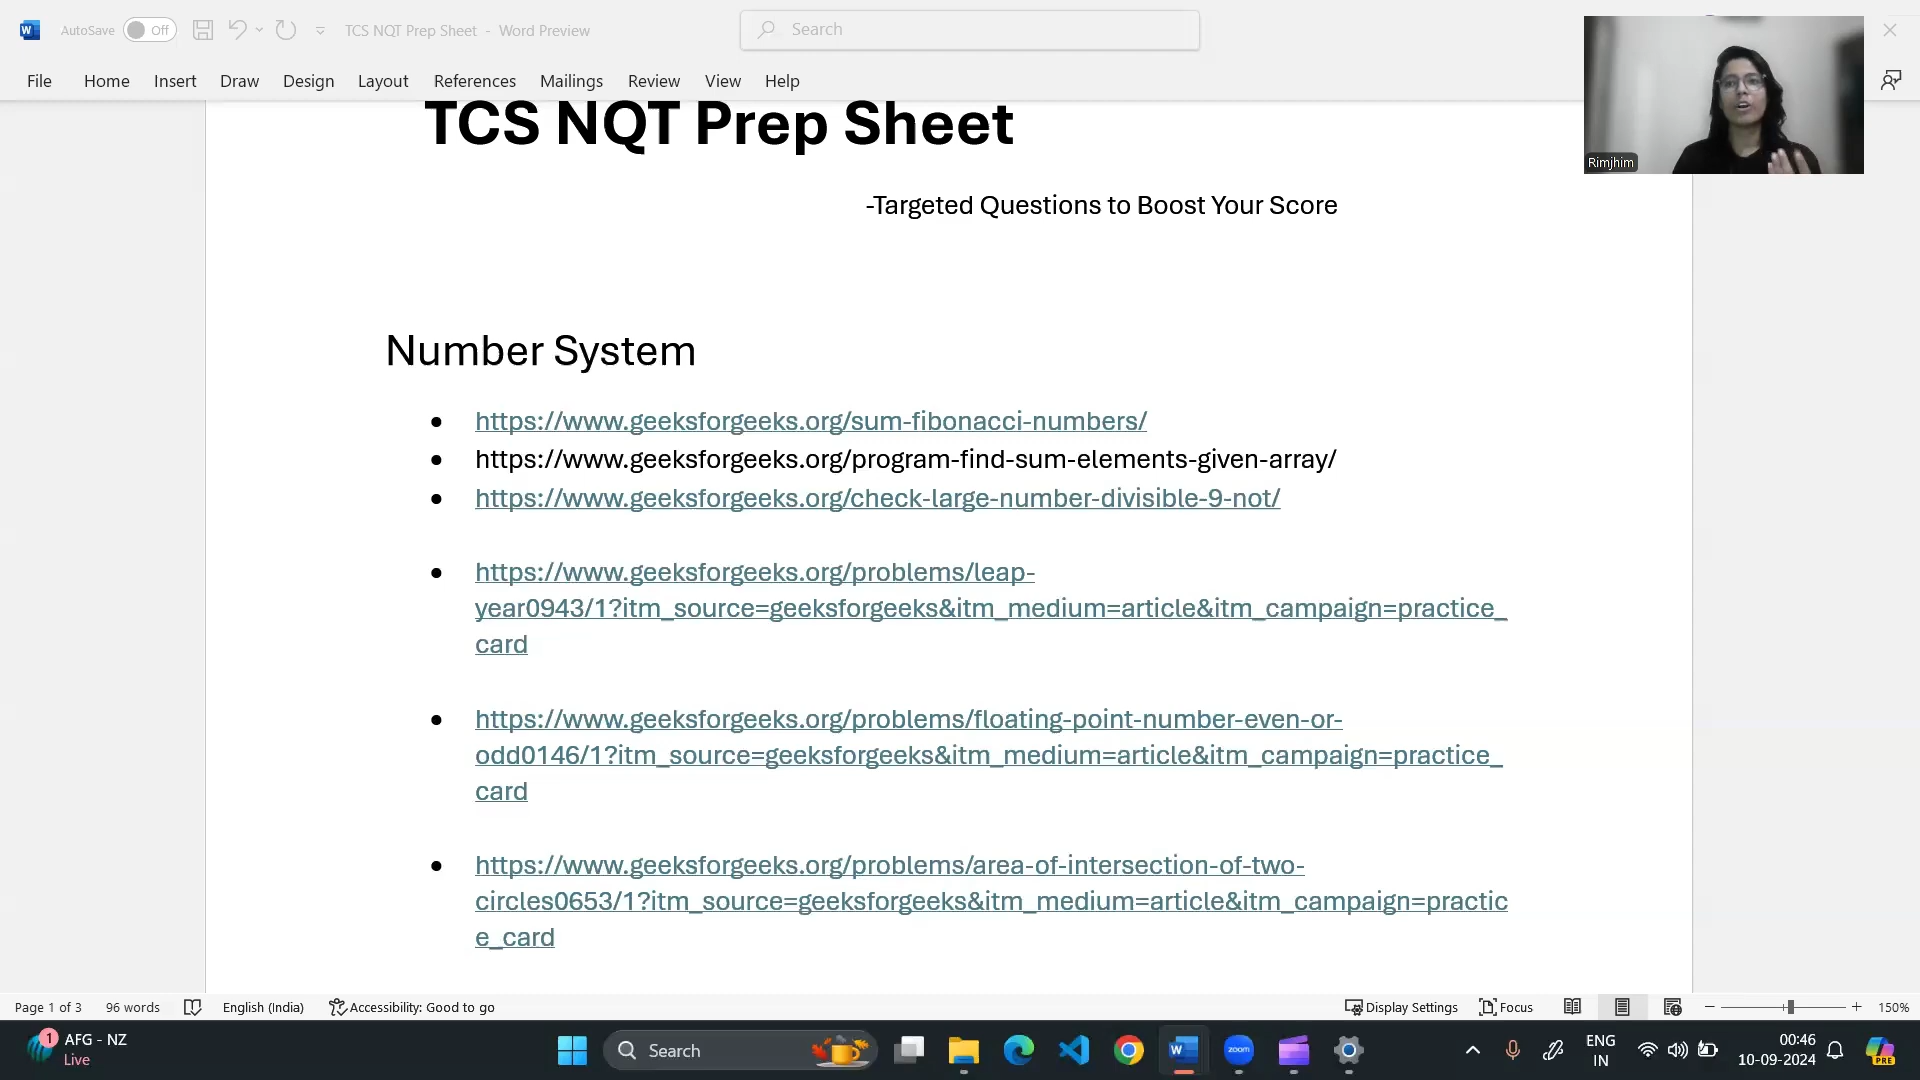 AutoSave Off TCS NQT Prep Sheet - Word Preview Search
File Home Insert Draw Design Layout References Mailings Review View Help
Rimjhim
TCS NQT Prep Sheet
-Targeted Questions to Boost Your Score
Number System
https://www.geeksforgeeks.org/sum-fibonacci-numbers/
https://www.geeksforgeeks.org/program-find-sum-elements-given-array/
https://www.geeksforgeeks.org/check-large-number-divisible-9-not/
https://www.geeksforgeeks.org/problems/leap-
year0943/1?itm_source=geeksforgeeks&itm_medium=article&itm_campaign=practice_
card
https://www.geeksforgeeks.org/problems/floating-point-number-even-or-
odd0146/1?itm_source=geeksforgeeks&itm_medium=article&itm_campaign=practice_
card
https://www.geeksforgeeks.org/problems/area-of-intersection-of-two-
circles0653/1?itm_source=geeksforgeeks&itm_medium=article&itm_campaign=practic
e_card
Page 1 of 3 96 words English (India) Accessibility: Good to go Display Settings Focus 150%
1 AFG - NZ
Live
Search
W
zoom
ENG
IN
00:46
10-09-2024
PRE